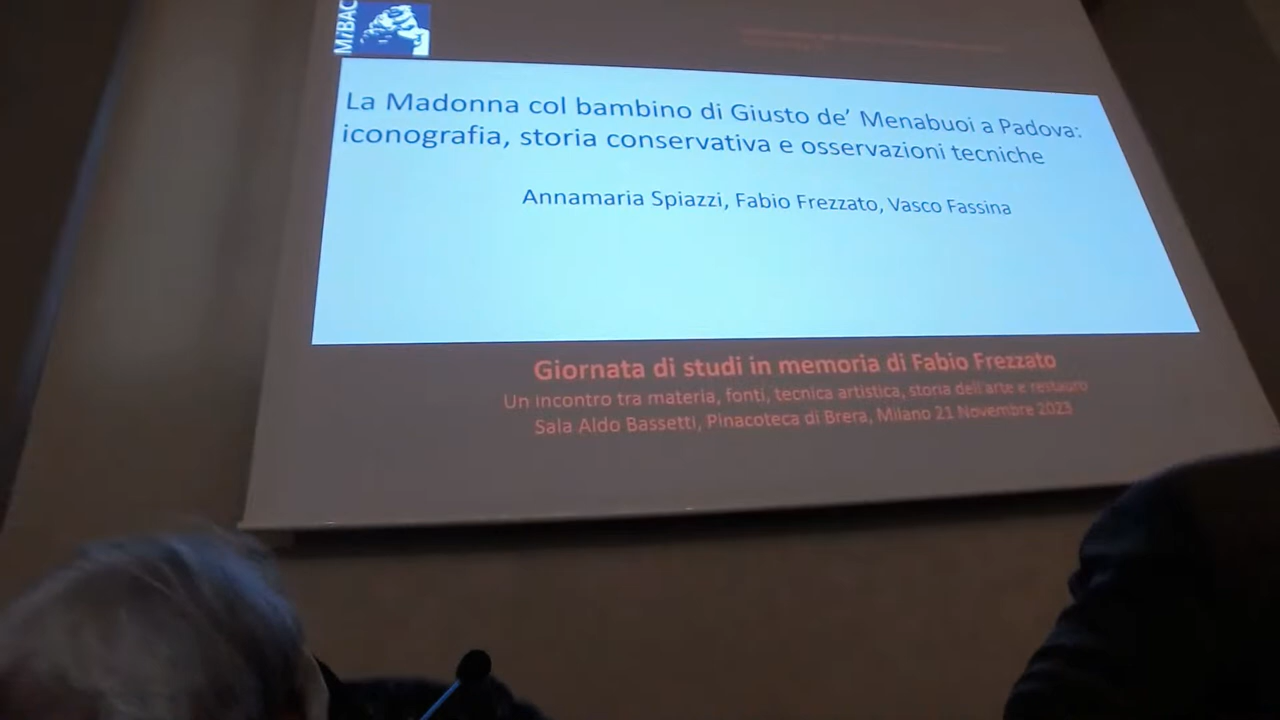 MiBAC
La Madonna col bambino di Giusto de’ Menabuoi a Padova:
iconografia, storia conservativa e osservazioni tecniche
Annamaria Spiazzi, Fabio Frezzato, Vasco Fassina
Giornata di studi in memoria di Fabio Frezzato
Un incontro tra materia, fonti, tecnica artistica, storia dell'arte e restauro
Sala Aldo Bassetti, Pinacoteca di Brera, Milano 21 Novembre 2023